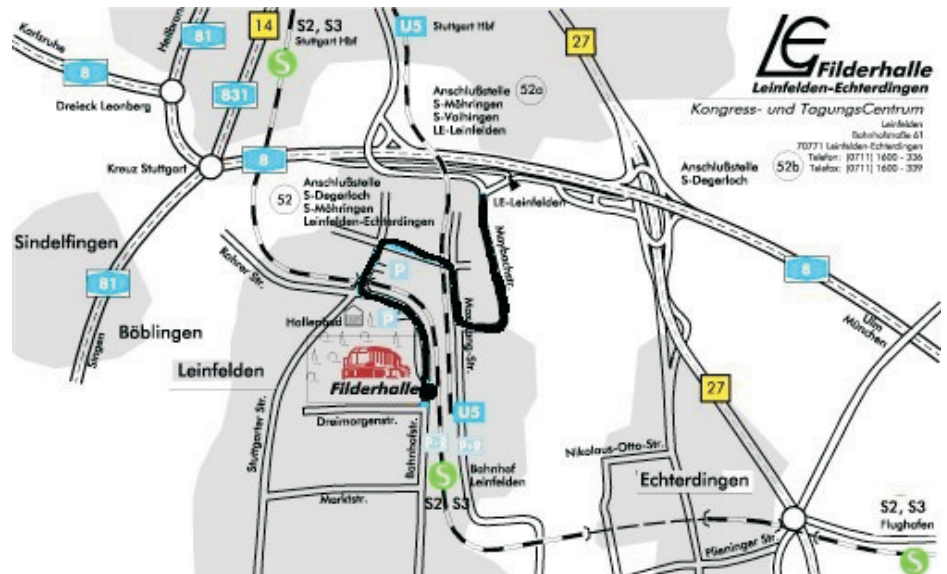 Karlsruhe
8
Dreieck Leonberg
Heilbronn
81
14
831
S2, S3
Stuttgart Hbf
S
U5
Stuttgart Hbf
27
LE
Filderhalle
Leinfelden-Echterdingen
Kongress- und TagungsCentrum
Leinfelden
Bahnhofstraße 61
70771 Leinfelden-Echterdingen
Telefon: (0711) 1600 - 336
Telefax: (0711) 1600 - 339
Anschlußstelle
S-Möhringen
S-Vaihingen
LE-Leinfelden
52a
Anschlußstelle
S-Degerloch
52b
Kreuz Stuttgart
8
52
Anschlußstelle
S-Degerloch
S-Möhringen
Leinfelden-Echterdingen
LE-Leinfelden
Maybachstr.
Sindelfingen
81
Rohrer Str.
P
8
Ulm
München
Böblingen
Singen
Hallenbad
P
Leinfelden
Filderhalle
27
Stuttgarter Str.
Dreimorgenstr.
U5
Bahnhofstr.
P+R
P+R
Nikolaus-Otto-Str.
Bahnhof
Leinfelden
S
Marktstr.
S2, S3
Echterdingen
Plieninger Str.
S2, S3
Flughafen
S